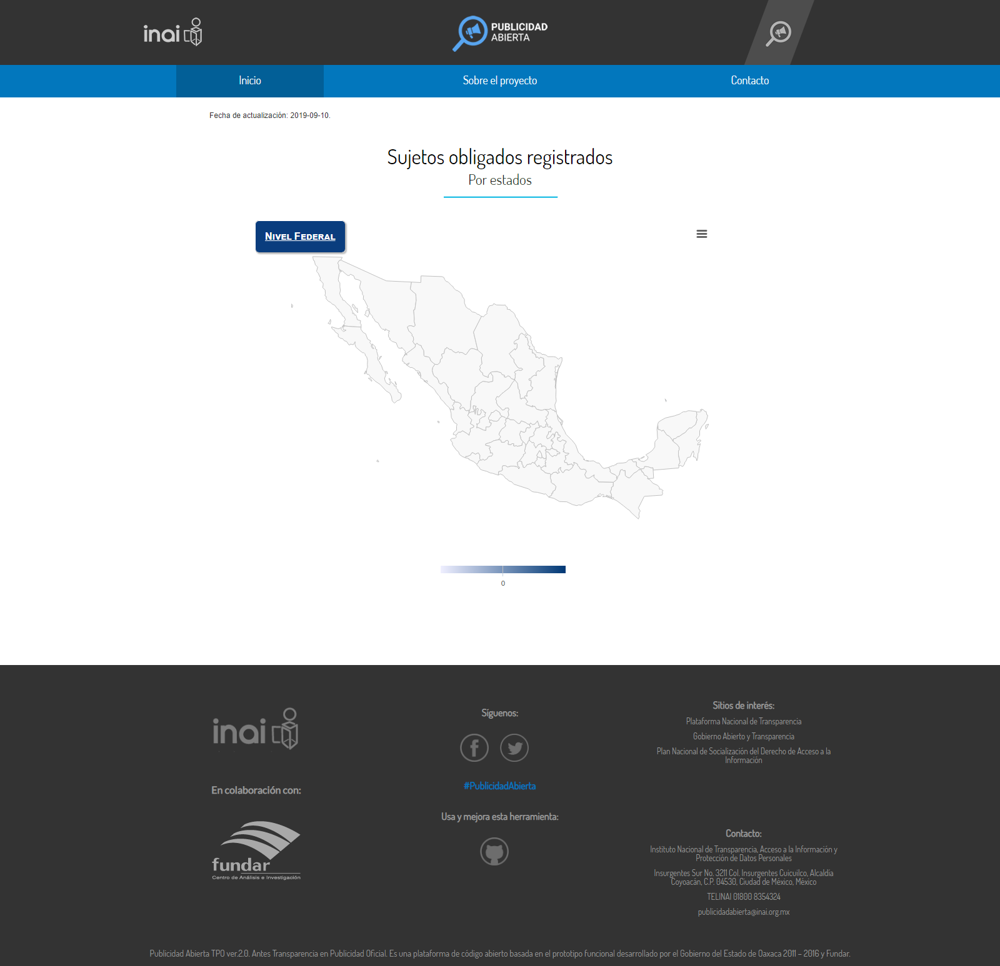 inai
PUBLICIDAD
ABIERTA
Inicio
Sobre el proyecto
Contacto
Fecha de actualización: 2019-09-10.
Sujetos obligados registrados
Por estados
Nivel Federal
0
inai
En colaboración con:
fundar
Centro de Análisis e Investigación
Síguenos:
#PublicidadAbierta
Usa y mejora esta herramienta:
Sitios de interés:
Plataforma Nacional de Transparencia
Gobierno Abierto y Transparencia
Plan Nacional de Socialización del Derecho de Acceso a la
Información
Contacto:
Instituto Nacional de Transparencia, Acceso a la Información y
Protección de Datos Personales
Insurgentes Sur No. 3211 Col. Insurgentes Cuicuilco, Alcaldía
Coyoacán, C.P. 04530, Ciudad de México, México
TELINAI 01800 8354324
publicidadabierta@inai.org.mx
Publicidad Abierta TPO ver.2.0. Antes Transparencia en Publicidad Oficial. Es una plataforma de código abierto basada en el prototipo funcional desarrollado por el Gobierno del Estado de Oaxaca 2011 – 2016 y Fundar.